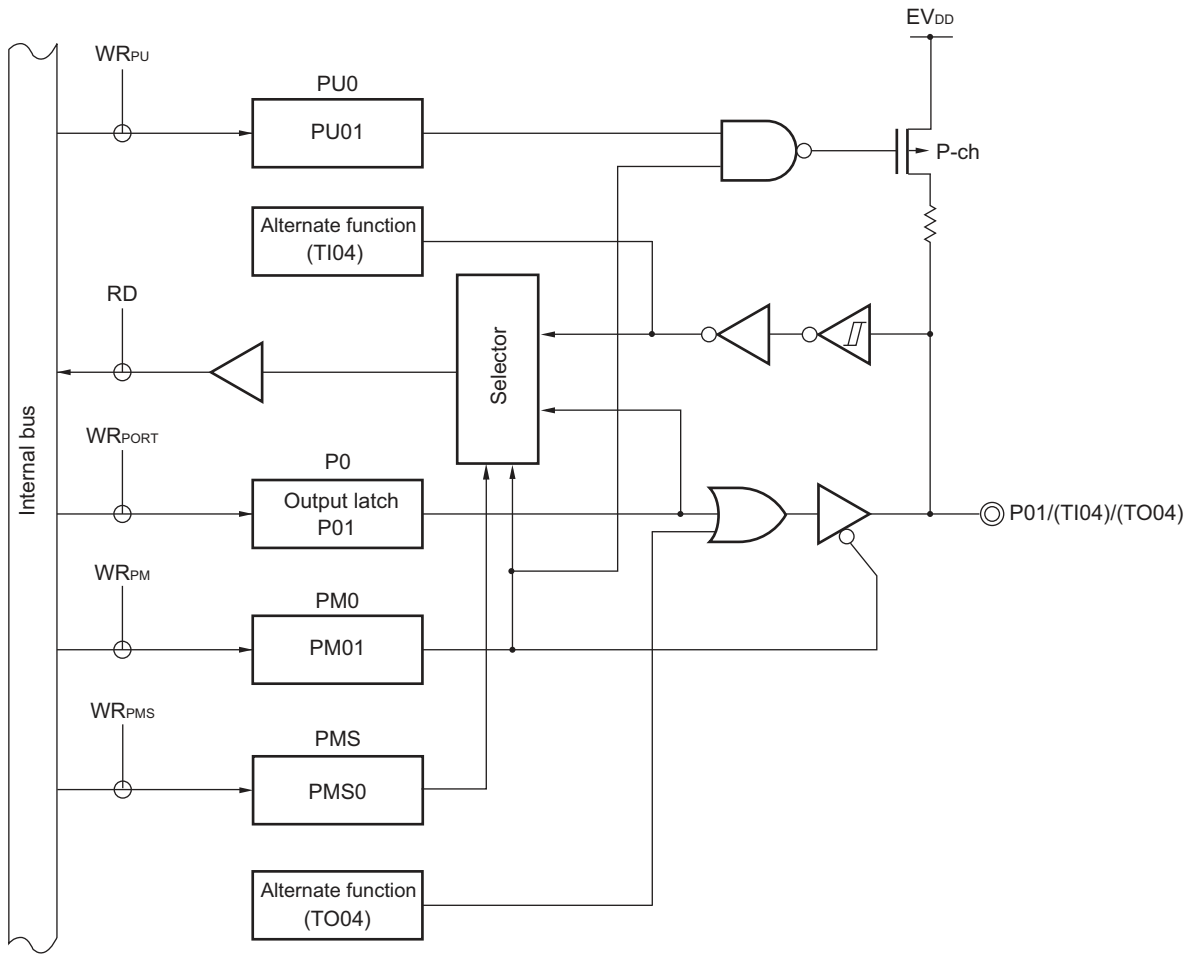 EVDD
WRPU
PU0
PU01
P-ch
Alternate function
(TI04)
RD
Selector
Internal bus
WRPORT
P0
Output latch
P01
P01/(TI04)/(TO04)
WRPM
PM0
PM01
WRPMS
PMS
PMS0
Alternate function
(TO04)